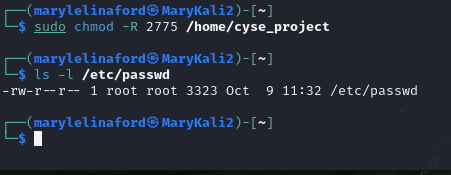 ┌──(marylelinaford㉿MaryKali2)-[~]
└─$ sudo chmod -R 2775 /home/cyse_project
┌──(marylelinaford㉿MaryKali2)-[~]
└─$ ls -l /etc/passwd
-rw-r--r-- 1 root root 3323 Oct  9 11:32 /etc/passwd
┌──(marylelinaford㉿MaryKali2)-[~]
└─$